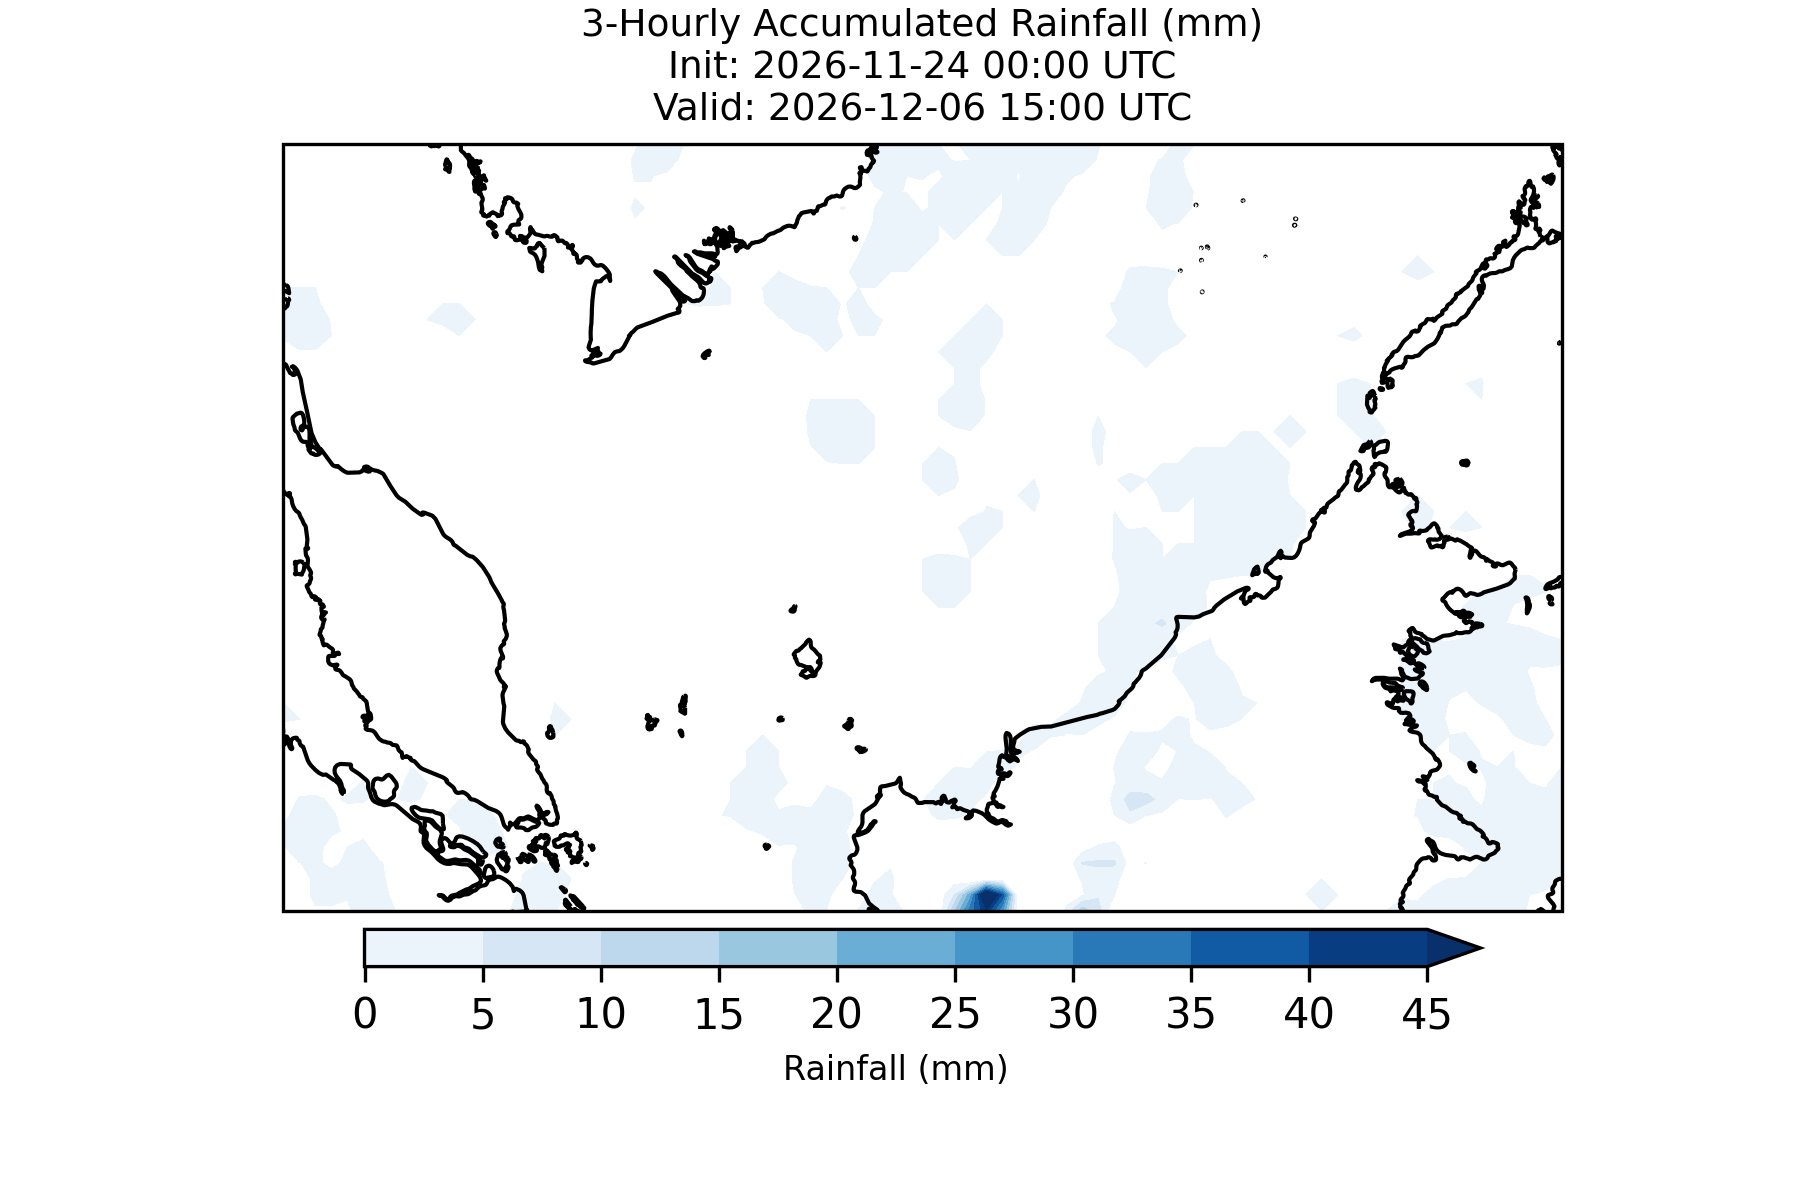 3-Hourly Accumulated Rainfall (mm)
Init: 2026-11-24 00:00 UTC
Valid: 2026-12-06 15:00 UTC
0 5 10 15 20 25 30 35 40 45
Rainfall (mm)